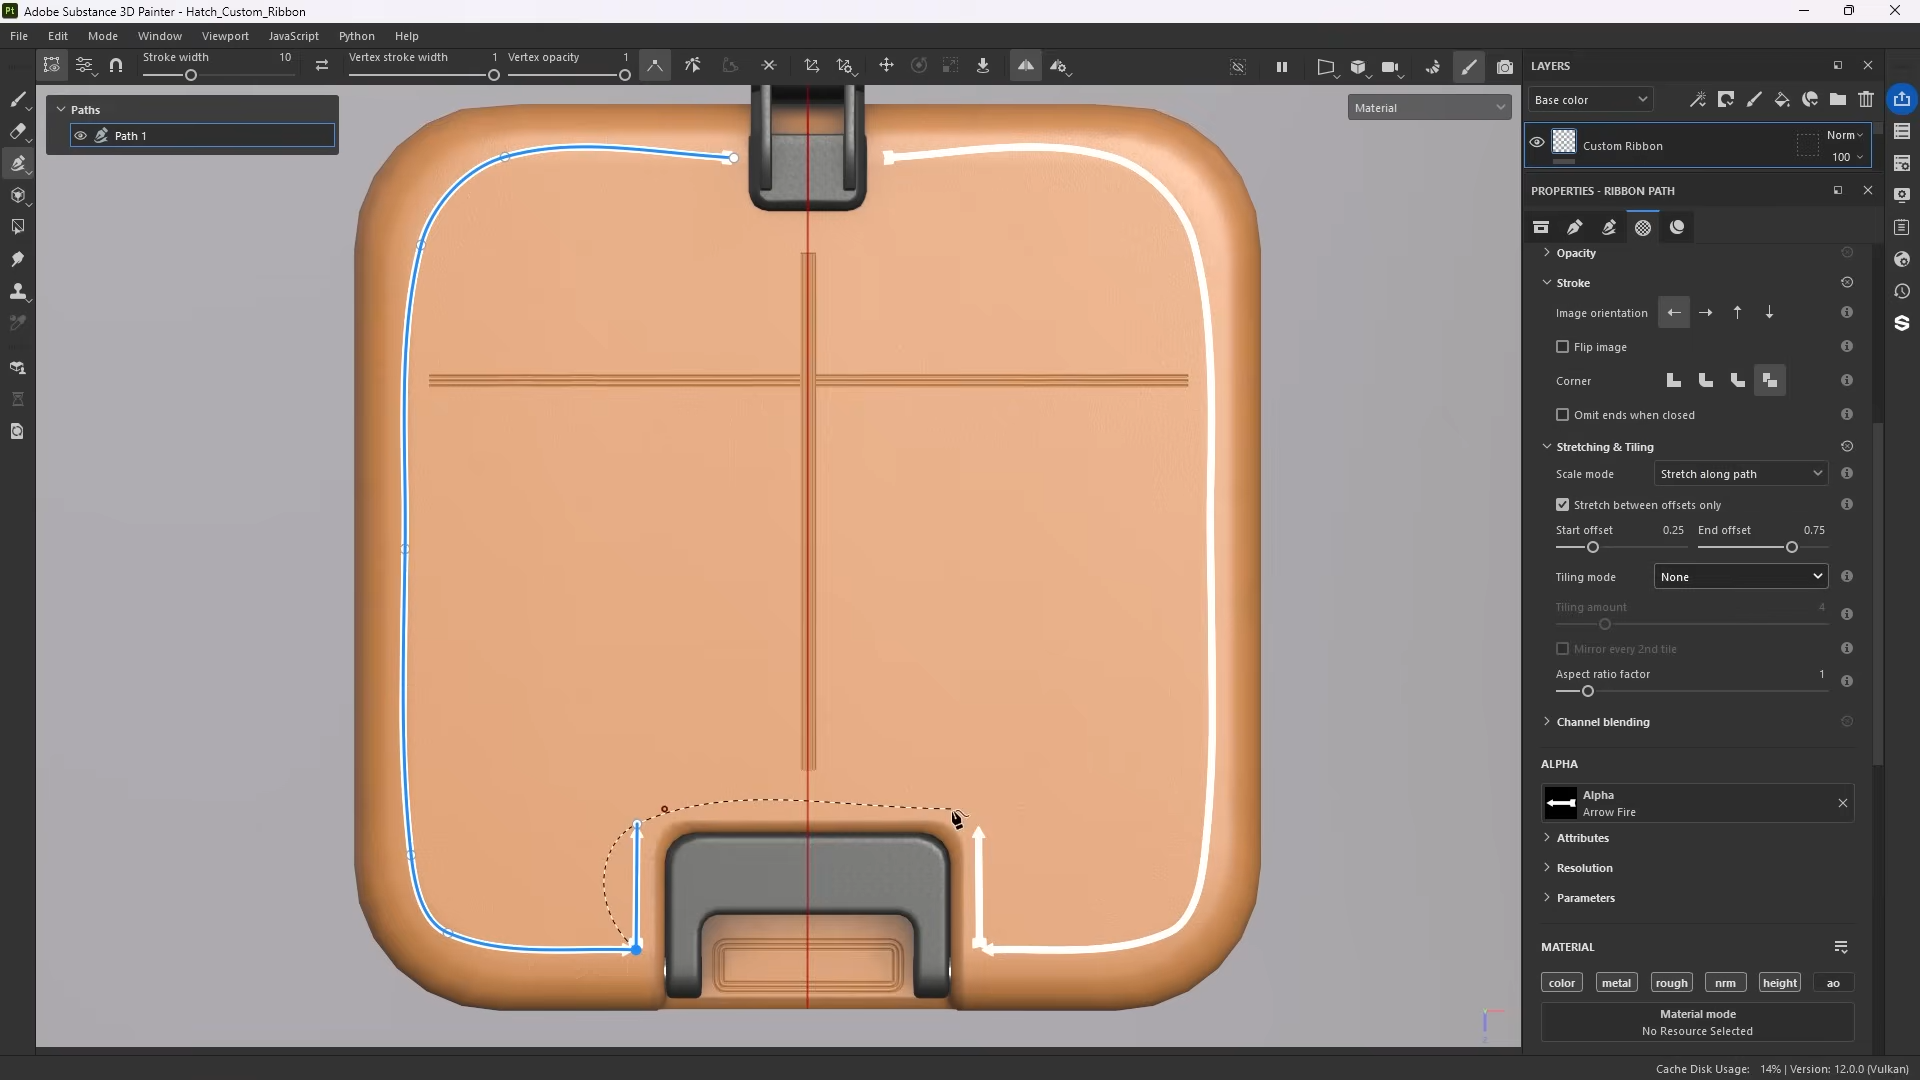 Pt Adobe Substance 3D Painter - Hatch_Custom_Ribbon
File Edit Mode Window Viewport JavaScript Python Help
Stroke width 10 Vertex stroke width 1 Vertex opacity 1
LAYERS
Paths
Path 1
Material
Base color
Custom Ribbon
Norm
100
PROPERTIES - RIBBON PATH
Opacity
Stroke
Image orientation
Flip image
Corner
Omit ends when closed
Stretching & Tiling
Scale mode Stretch along path
Stretch between offsets only
Start offset 0.25 End offset 0.75
Tiling mode None
Tiling amount 4
Mirror every 2nd tile
Aspect ratio factor 1
Channel blending
ALPHA
Alpha
Arrow Fire
Attributes
Resolution
Parameters
MATERIAL
color metal rough nrm height ao
Material mode
No Resource Selected
Cache Disk Usage: 14% | Version: 12.0.0 (Vulkan)